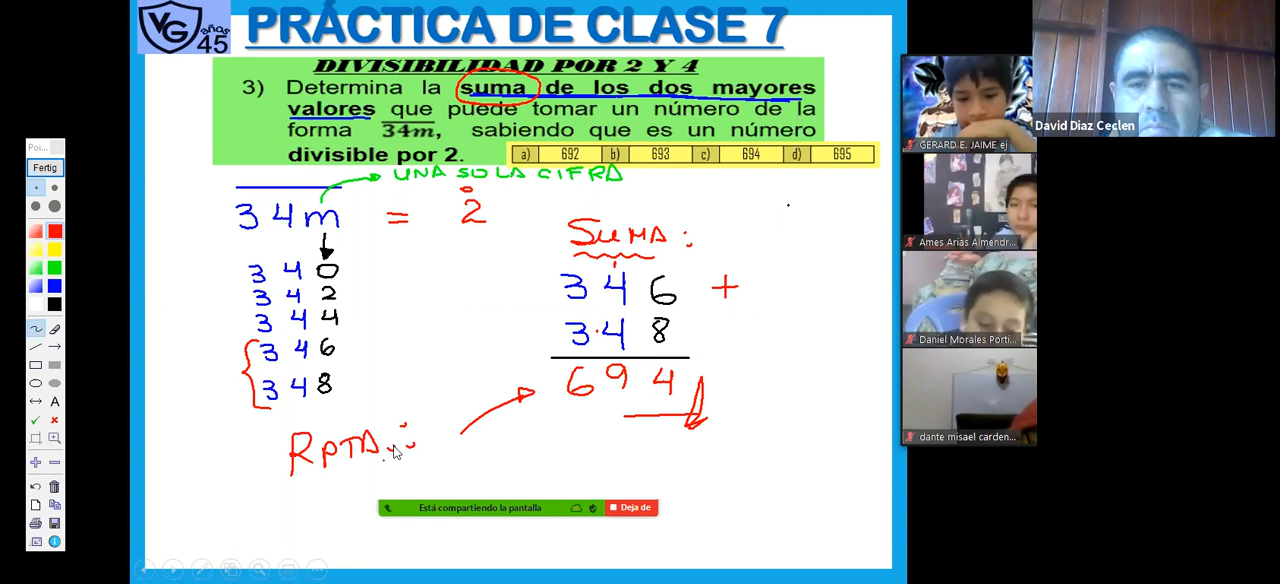 VG
años
45
PRÁCTICA DE CLASE 7
DIVISIBILIDAD POR 2 Y 4
3) Determina la suma de los dos mayores
valores que puede tomar un número de la
forma 34m, sabiendo que es un número
divisible por 2.
a) 692 b) 693 c) 694 d) 695
UNA SOLA CIFRA
34m = 2
340
342
344
346
348
SUMA:
346 +
348
694
RPTA
Poi...
Fertig
A
Está compartiendo la pantalla
Deja de
David Diaz Ceclen
GERARD E. JAIME ej
Ames Arias Almendr...
Daniel Morales Porti...
dante misael carden...